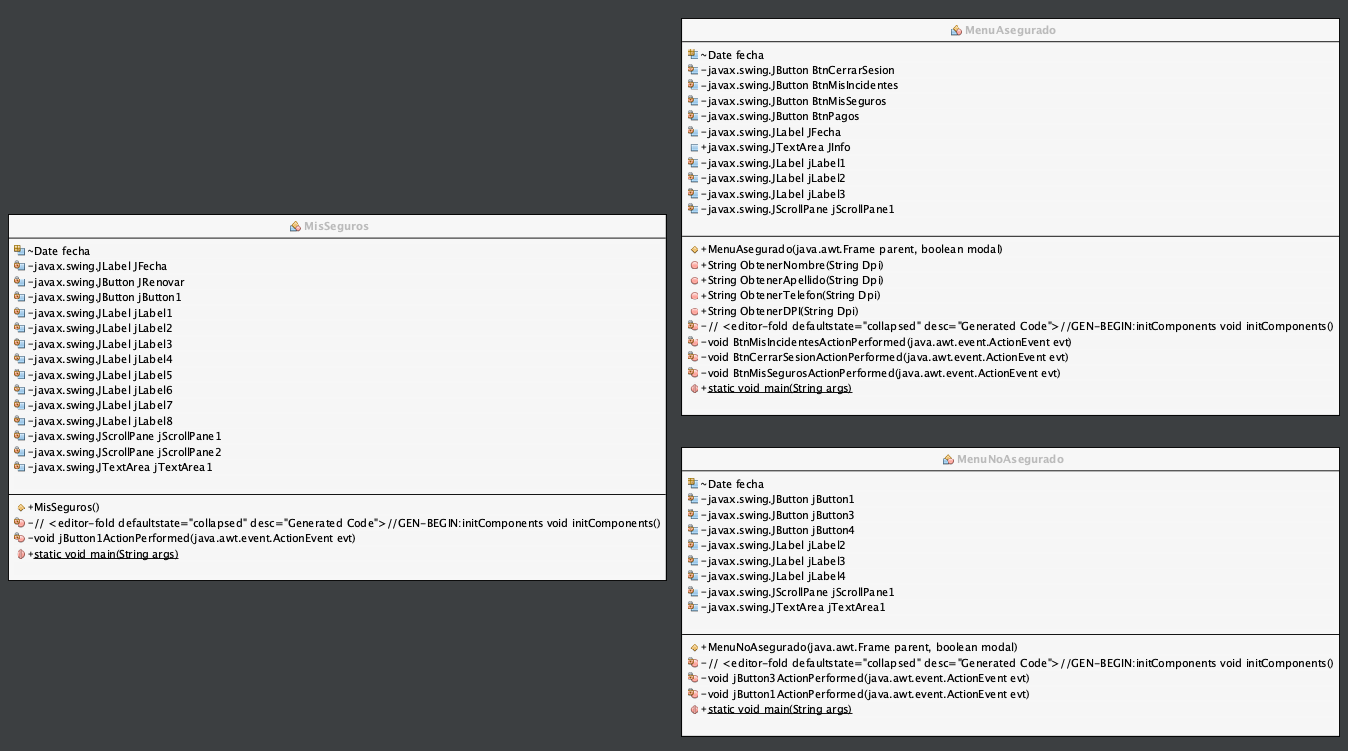 MisSeguros
~Date fecha
-javax.swing.JLabel JFecha
-javax.swing.JButton JRenovar
-javax.swing.JButton jButton1
-javax.swing.JLabel jLabel1
-javax.swing.JLabel jLabel2
-javax.swing.JLabel jLabel3
-javax.swing.JLabel jLabel4
-javax.swing.JLabel jLabel5
-javax.swing.JLabel jLabel6
-javax.swing.JLabel jLabel7
-javax.swing.JLabel jLabel8
-javax.swing.JScrollPane jScrollPane1
-javax.swing.JScrollPane jScrollPane2
-javax.swing.JTextArea jTextArea1
+MisSeguros()
-// <editor-fold defaultstate="collapsed" desc="Generated Code">//GEN-BEGIN:initComponents void initComponents()
-void jButton1ActionPerformed(java.awt.event.ActionEvent evt)
+static void main(String args)
MenuAsegurado
~Date fecha
-javax.swing.JButton BtnCerrarSesion
-javax.swing.JButton BtnMisIncidentes
-javax.swing.JButton BtnMisSeguros
-javax.swing.JButton BtnPagos
-javax.swing.JLabel JFecha
+javax.swing.JTextArea JInfo
-javax.swing.JLabel jLabel1
-javax.swing.JLabel jLabel2
-javax.swing.JLabel jLabel3
-javax.swing.JScrollPane jScrollPane1
+MenuAsegurado(java.awt.Frame parent, boolean modal)
+String ObtenerNombre(String Dpi)
+String ObtenerApellido(String Dpi)
+String ObtenerTelefon(String Dpi)
+String ObtenerDPI(String Dpi)
-// <editor-fold defaultstate="collapsed" desc="Generated Code">//GEN-BEGIN:initComponents void initComponents()
-void BtnMisIncidentesActionPerformed(java.awt.event.ActionEvent evt)
-void BtnCerrarSesionActionPerformed(java.awt.event.ActionEvent evt)
-void BtnMisSegurosActionPerformed(java.awt.event.ActionEvent evt)
+static void main(String args)
MenuNoAsegurado
~Date fecha
-javax.swing.JButton jButton1
-javax.swing.JButton jButton3
-javax.swing.JButton jButton4
-javax.swing.JLabel jLabel2
-javax.swing.JLabel jLabel3
-javax.swing.JLabel jLabel4
-javax.swing.JScrollPane jScrollPane1
-javax.swing.JTextArea jTextArea1
+MenuNoAsegurado(java.awt.Frame parent, boolean modal)
-// <editor-fold defaultstate="collapsed" desc="Generated Code">//GEN-BEGIN:initComponents void initComponents()
-void jButton3ActionPerformed(java.awt.event.ActionEvent evt)
-void jButton1ActionPerformed(java.awt.event.ActionEvent evt)
+static void main(String args)